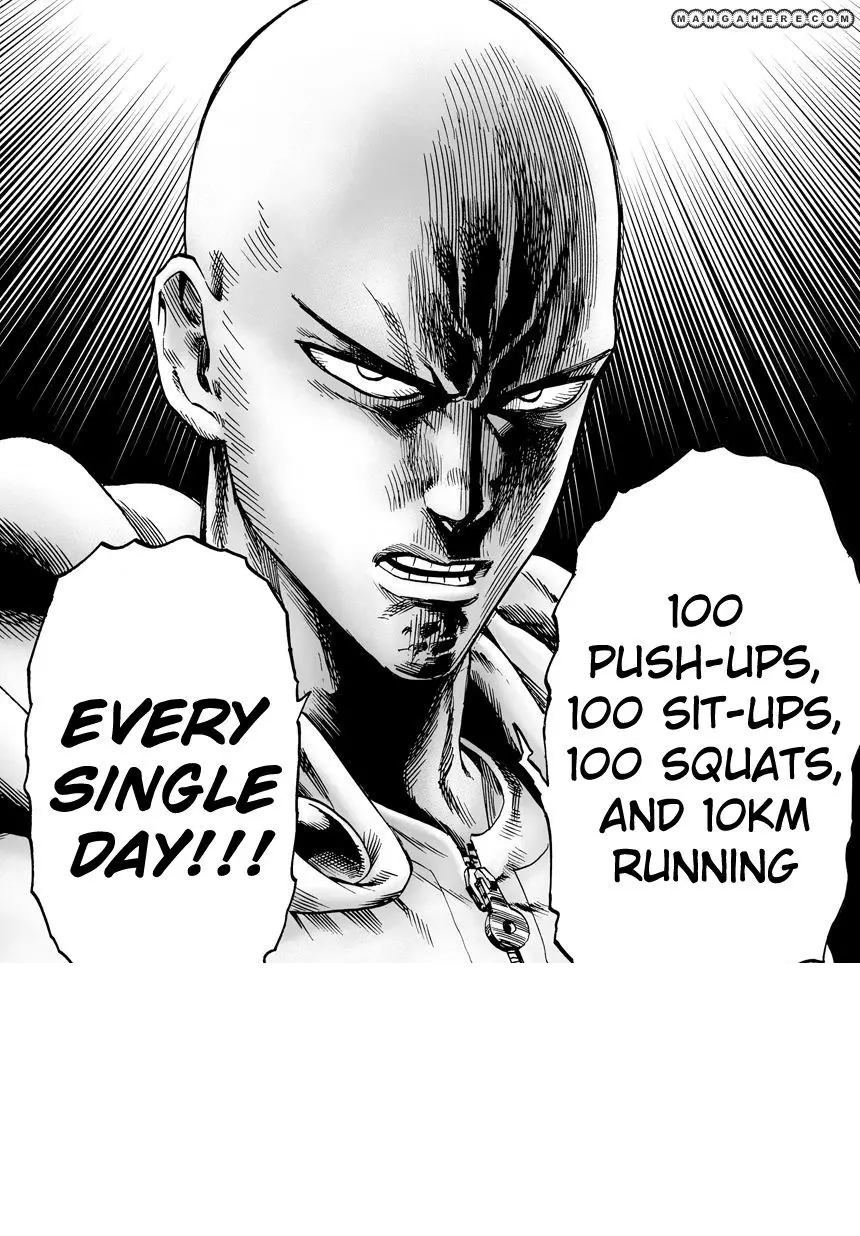 MANGAHERE.COM
100
PUSH-UPS,
100 SIT-UPS,
100 SQUATS,
AND 10KM
RUNNING
EVERY
SINGLE
DAY!!!